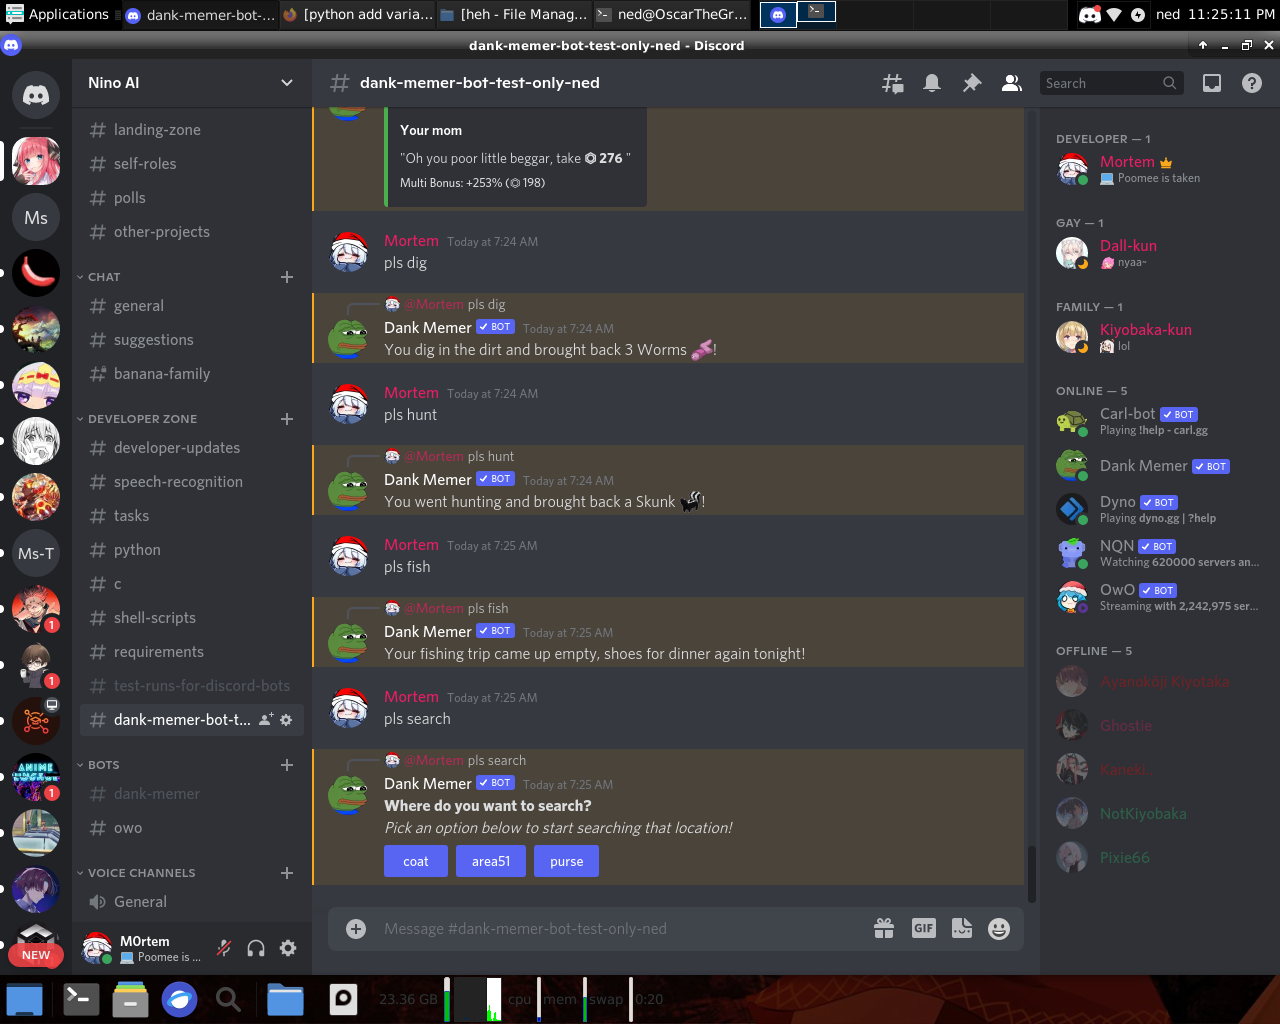 Applications
dank-memer-bot-...
[python add varia...
[heh - File Manag...
ned@OscarTheGr...
ned 11:25:11 PM
dank-memer-bot-test-only-ned - Discord
Nino AI
dank-memer-bot-test-only-ned
Search
landing-zone
self-roles
polls
other-projects
CHAT
general
suggestions
banana-family
DEVELOPER ZONE
developer-updates
speech-recognition
tasks
python
c
shell-scripts
requirements
test-runs-for-discord-bots
dank-memer-bot-t...
BOTS
dank-memer
owo
VOICE CHANNELS
General
M0rtem
Poomee is ...
Ms
Ms-T
1
1
ANIME
1
NEW
Your mom
"Oh you poor little beggar, take 276 "
Multi Bonus: +253% (198)
Mortem Today at 7:24 AM
pls dig
@Mortem pls dig
Dank Memer BOT Today at 7:24 AM
You dig in the dirt and brought back 3 Worms !
Mortem Today at 7:24 AM
pls hunt
@Mortem pls hunt
Dank Memer BOT Today at 7:24 AM
You went hunting and brought back a Skunk !
Mortem Today at 7:25 AM
pls fish
@Mortem pls fish
Dank Memer BOT Today at 7:25 AM
Your fishing trip came up empty, shoes for dinner again tonight!
Mortem Today at 7:25 AM
pls search
@Mortem pls search
Dank Memer BOT Today at 7:25 AM
Where do you want to search?
Pick an option below to start searching that location!
coat area51 purse
Message #dank-memer-bot-test-only-ned
GIF
DEVELOPER — 1
Mortem
Poomee is taken
GAY — 1
Dall-kun
nyaa~
FAMILY — 1
Kiyobaka-kun
lol
ONLINE — 5
Carl-bot BOT
Playing !help - carl.gg
Dank Memer BOT
Dyno BOT
Playing dyno.gg | ?help
NQN BOT
Watching 620000 servers an...
OwO BOT
Streaming with 2,242,975 ser...
OFFLINE — 5
Ayanokōji Kiyotaka
Ghostie
Kaneki..
NotKiyobaka
Pixie66
23.36 GB cpu mem swap 0:20